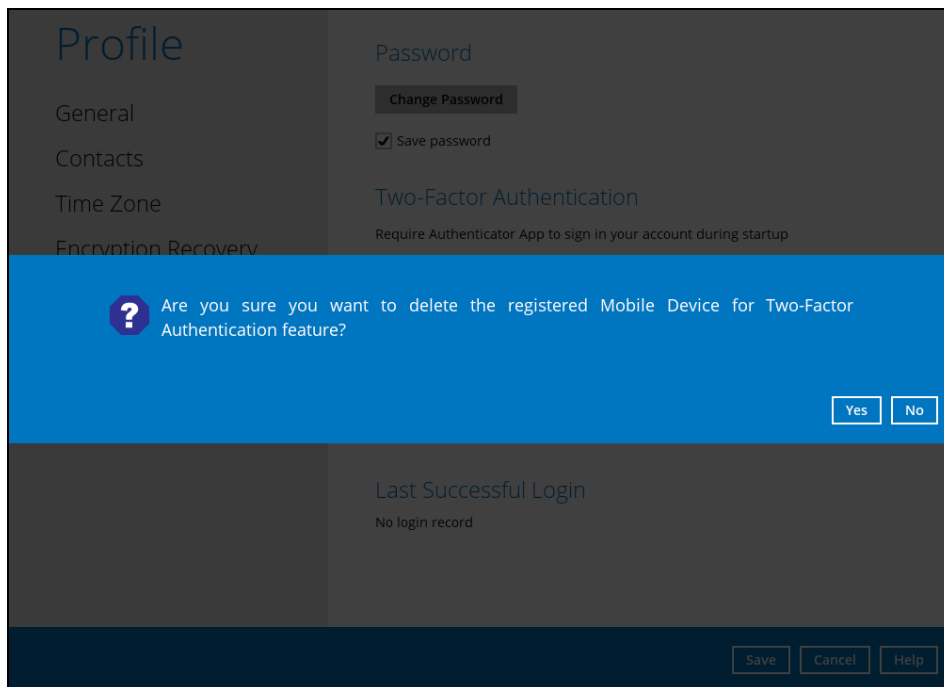 Profile
General
Contacts
Time Zone
Encryption Recovery
Password
Change Password
Save password
Two-Factor Authentication
Require Authenticator App to sign in your account during startup
Are you sure you want to delete the registered Mobile Device for Two-Factor
Authentication feature?
Yes No
Last Successful Login
No login record
Save Cancel Help